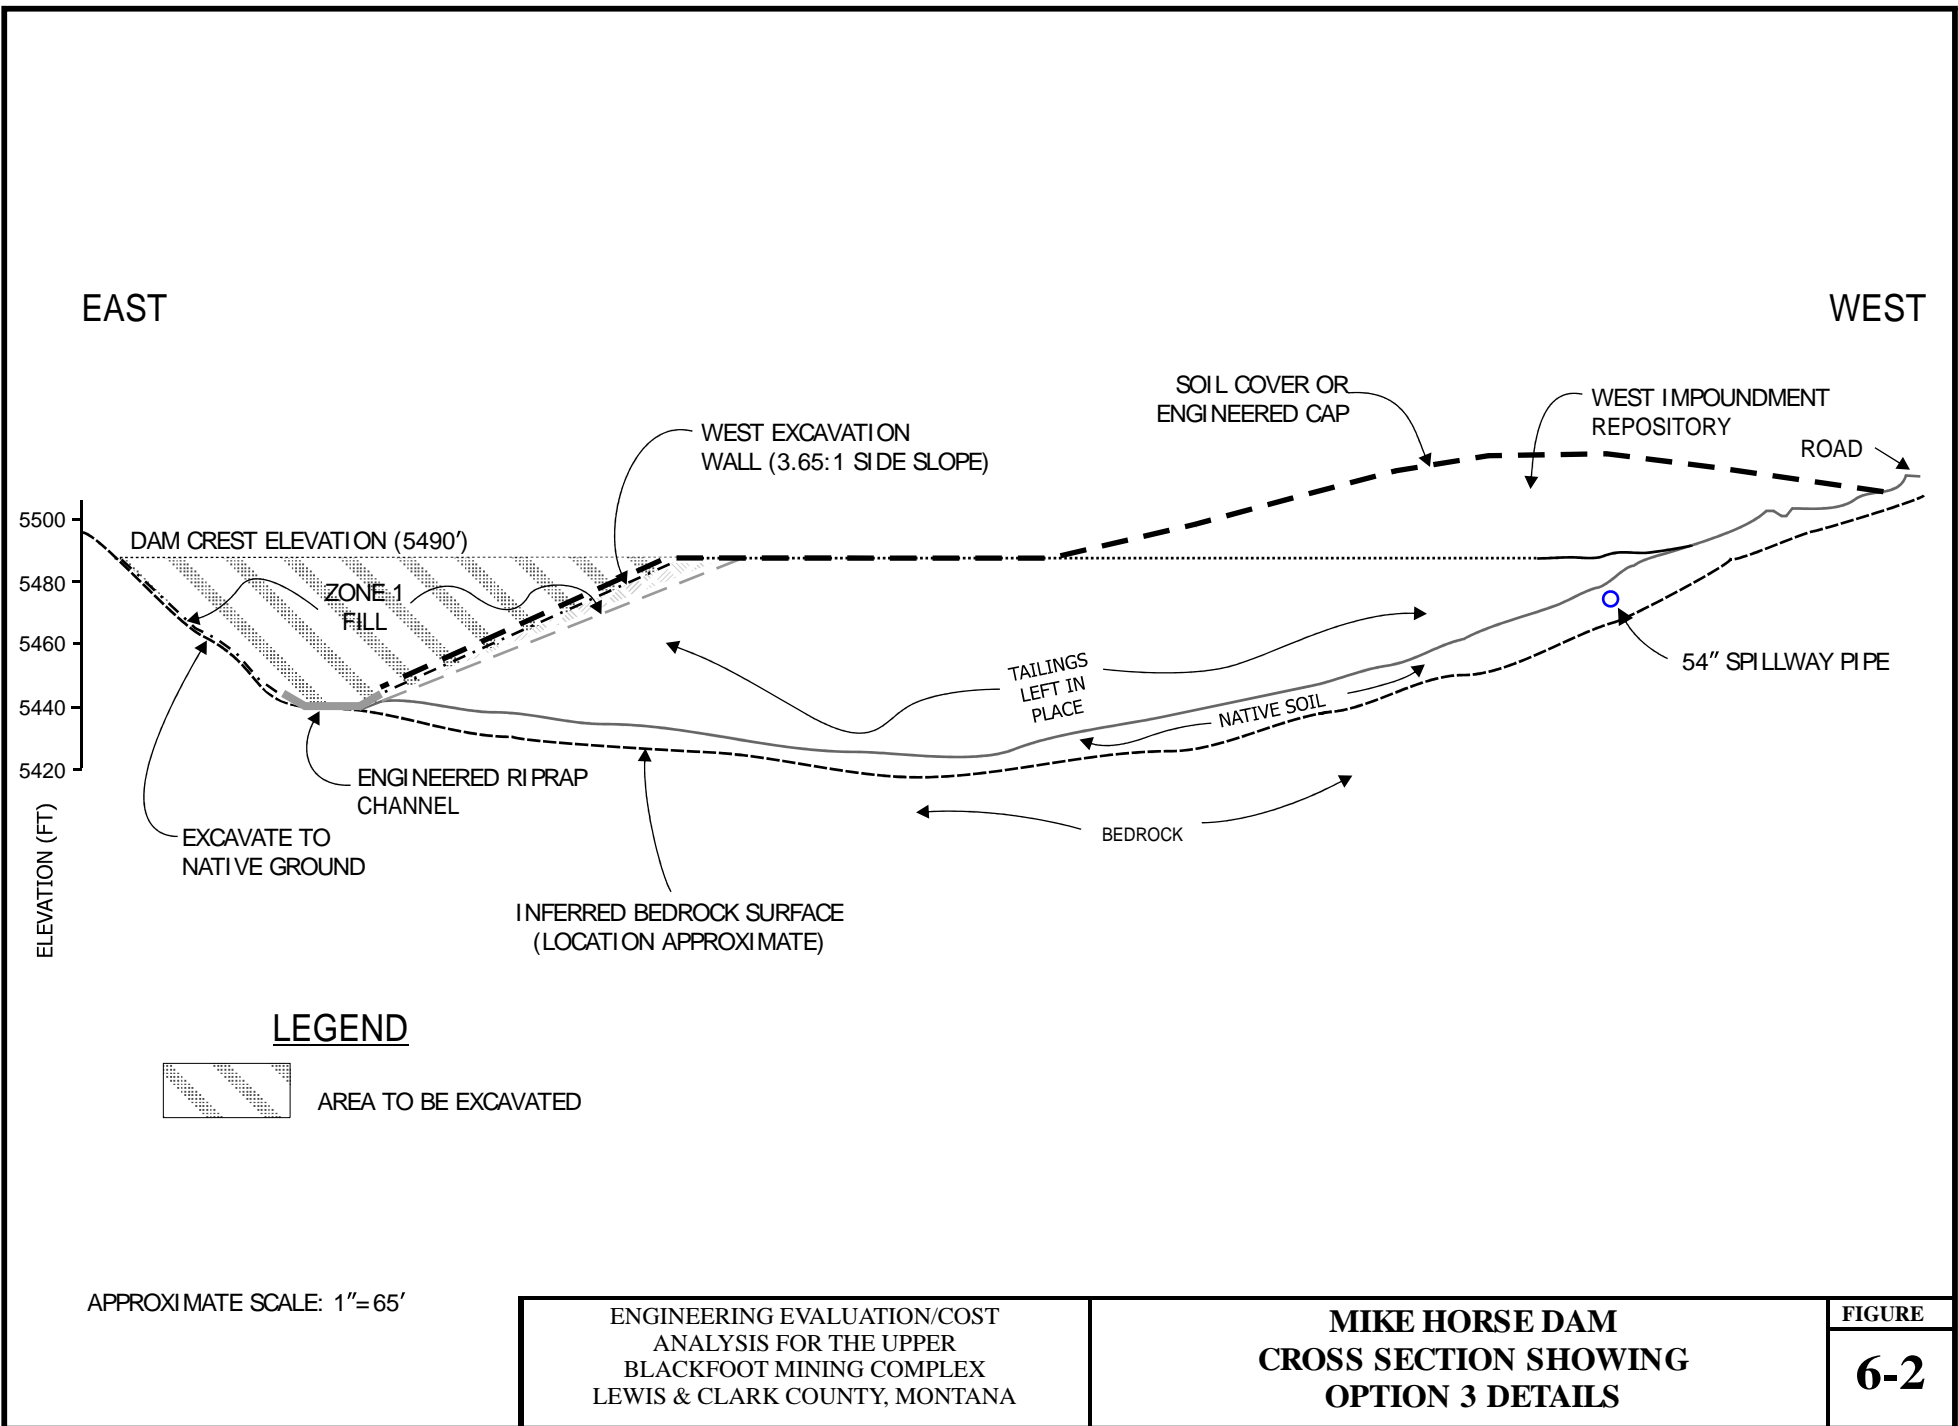 EAST
WEST
SOIL COVER OR
ENGINEERED CAP
WEST IMPOUNDMENT
REPOSITORY
ROAD
WEST EXCAVATION
WALL (3.65:1 SIDE SLOPE)
5500
5480
5460
5440
5420
ELEVATION (FT)
DAM CREST ELEVATION (5490′)
ZONE 1
FILL
TAILINGS
LEFT IN
PLACE
NATIVE SOIL
54″ SPILLWAY PIPE
ENGINEERED RIPRAP
CHANNEL
EXCAVATE TO
NATIVE GROUND
BEDROCK
INFERRED BEDROCK SURFACE
(LOCATION APPROXIMATE)
LEGEND
AREA TO BE EXCAVATED
APPROXIMATE SCALE: 1″=65′
ENGINEERING EVALUATION/COST
ANALYSIS FOR THE UPPER
BLACKFOOT MINING COMPLEX
LEWIS & CLARK COUNTY, MONTANA
MIKE HORSE DAM
CROSS SECTION SHOWING
OPTION 3 DETAILS
FIGURE
6-2